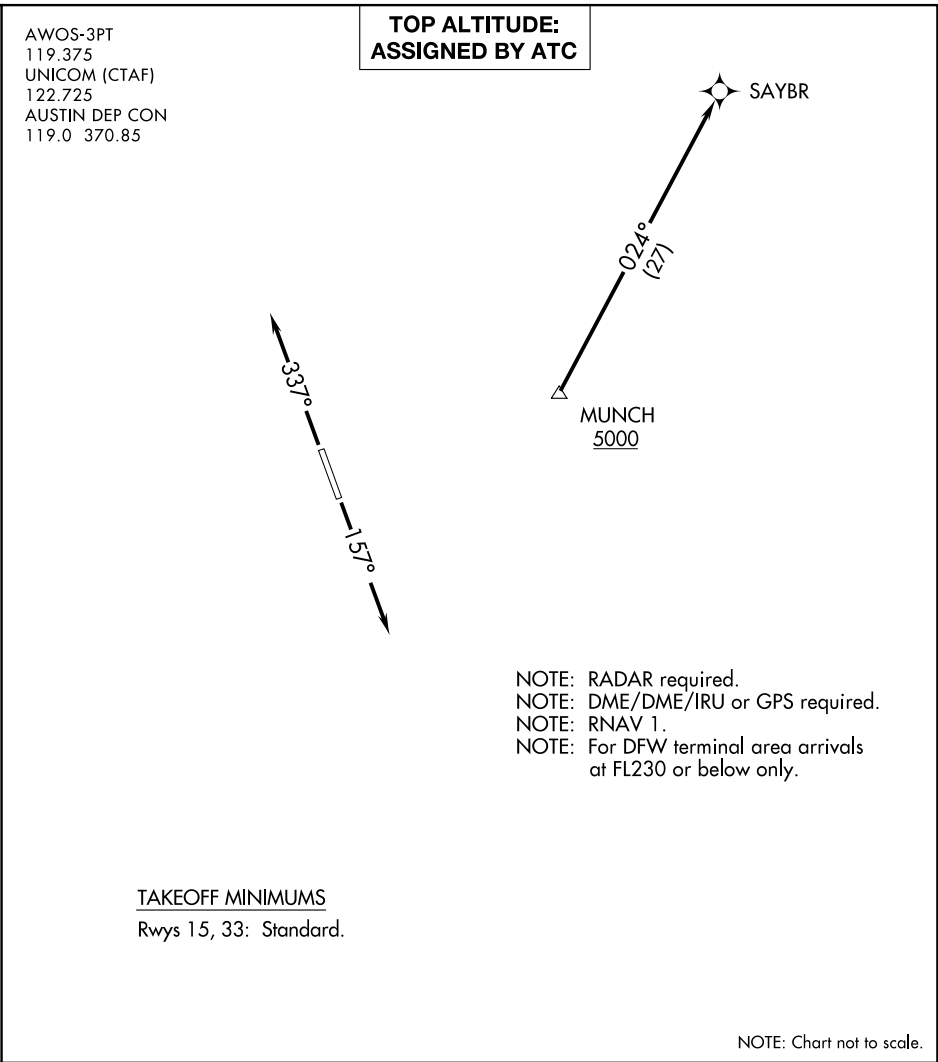 AWOS-3PT
119.375
UNICOM (CTAF)
122.725
AUSTIN DEP CON
119.0 370.85
TOP ALTITUDE:
ASSIGNED BY ATC
SAYBR
024°
(27)
MUNCH
5000
337°
157°
NOTE: RADAR required.
NOTE: DME/DME/IRU or GPS required.
NOTE: RNAV 1.
NOTE: For DFW terminal area arrivals
at FL230 or below only.
TAKEOFF MINIMUMS
Rwys 15, 33: Standard.
NOTE: Chart not to scale.